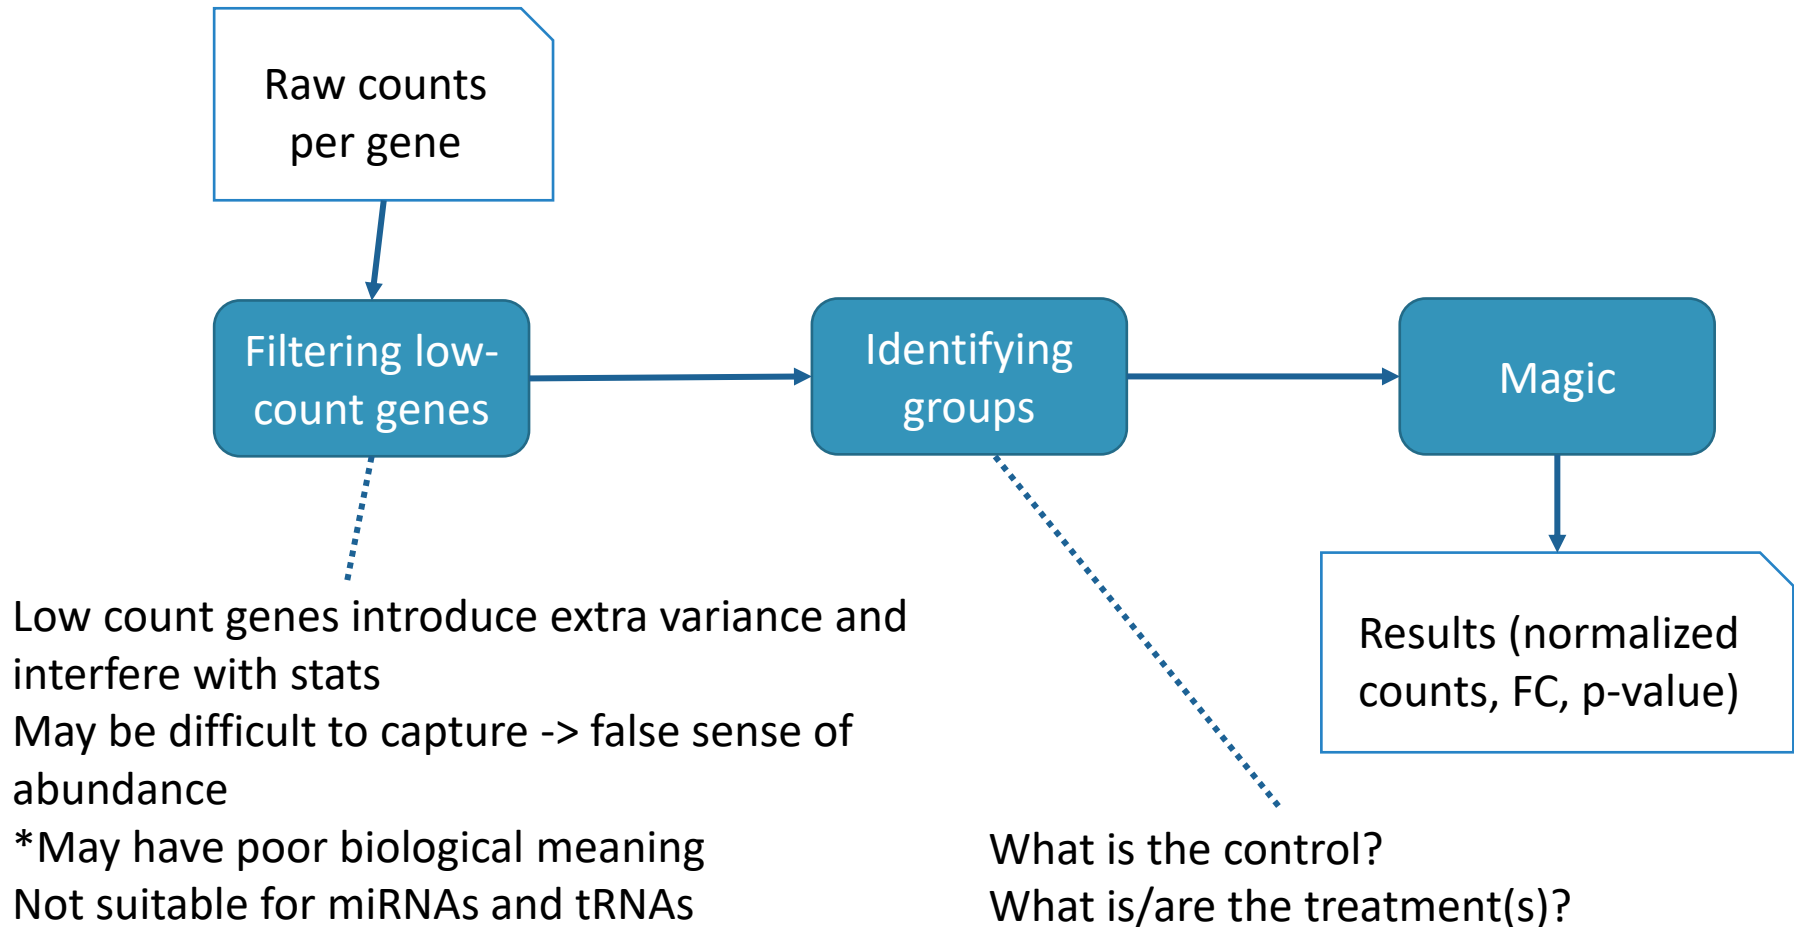 Raw counts
per gene
Filtering low-
count genes
Identifying
groups
Magic
Low count genes introduce extra variance and
interfere with stats
May be difficult to capture -> false sense of
abundance
*May have poor biological meaning
Not suitable for miRNAs and tRNAs
What is the control?
What is/are the treatment(s)?
Results (normalized
counts, FC, p-value)